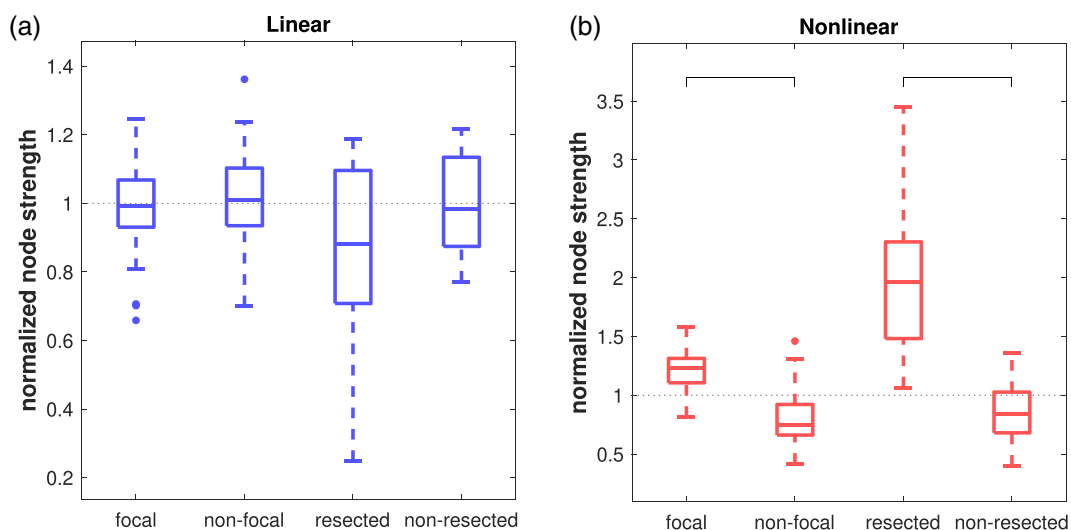 (a)
Linear
normalized node strength
1.4
1.2
1
0.8
0.6
0.4
0.2
focal non-focal resected non-resected
(b)
Nonlinear
normalized node strength
3.5
3
2.5
2
1.5
1
0.5
focal non-focal resected non-resected